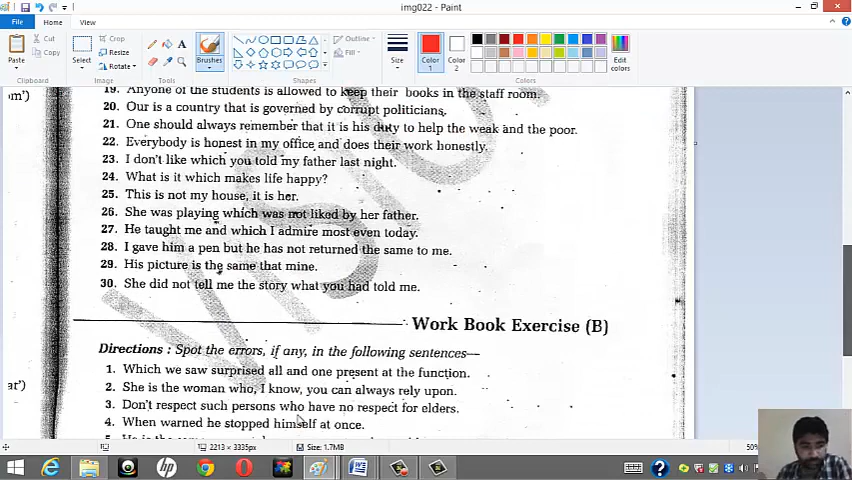 img022 - Paint
File
Home
View
Cut
Copy
Paste
Clipboard
Crop
Resize
Rotate
Select
Image
Tools
Brushes
Outline
Fill
Shapes
Size
Color 1
Color 2
Edit colors
Colors
om')
19. Anyone of the students is allowed to keep their books in the staff room.
20. Our is a country that is governed by corrupt politicians.
21. One should always remember that it is his duty to help the weak and the poor.
22. Everybody is honest in my office and does their work honestly.
23. I don't like which you told my father last night.
24. What is it which makes life happy?
25. This is not my house, it is her.
26. She was playing which was not liked by her father.
27. He taught me and which I admire most even today.
28. I gave him a pen but he has not returned the same to me.
29. His picture is the same that mine.
30. She did not tell me the story what you had told me.
Work Book Exercise (B)
Directions : Spot the errors, if any, in the following sentences—
1. Which we saw surprised all and one present at the function.
2. She is the woman who, I know, you can always rely upon.
at')
3. Don't respect such persons who have no respect for elders.
4. When warned he stopped himself at once.
2213 × 3335px
Size: 1.7MB
50%